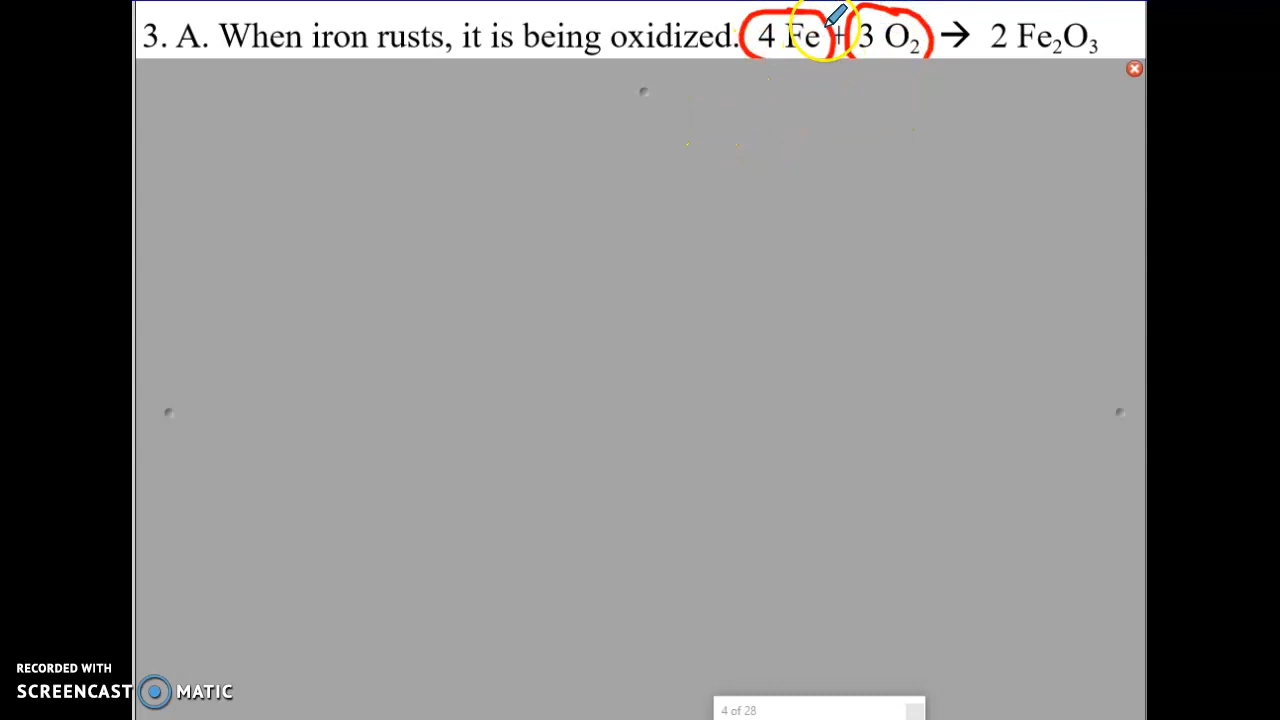 3. A. When iron rusts, it is being oxidized. 4 Fe + 3 O₂ → 2 Fe₂O₃
RECORDED WITH
SCREENCAST MATIC
4 of 28